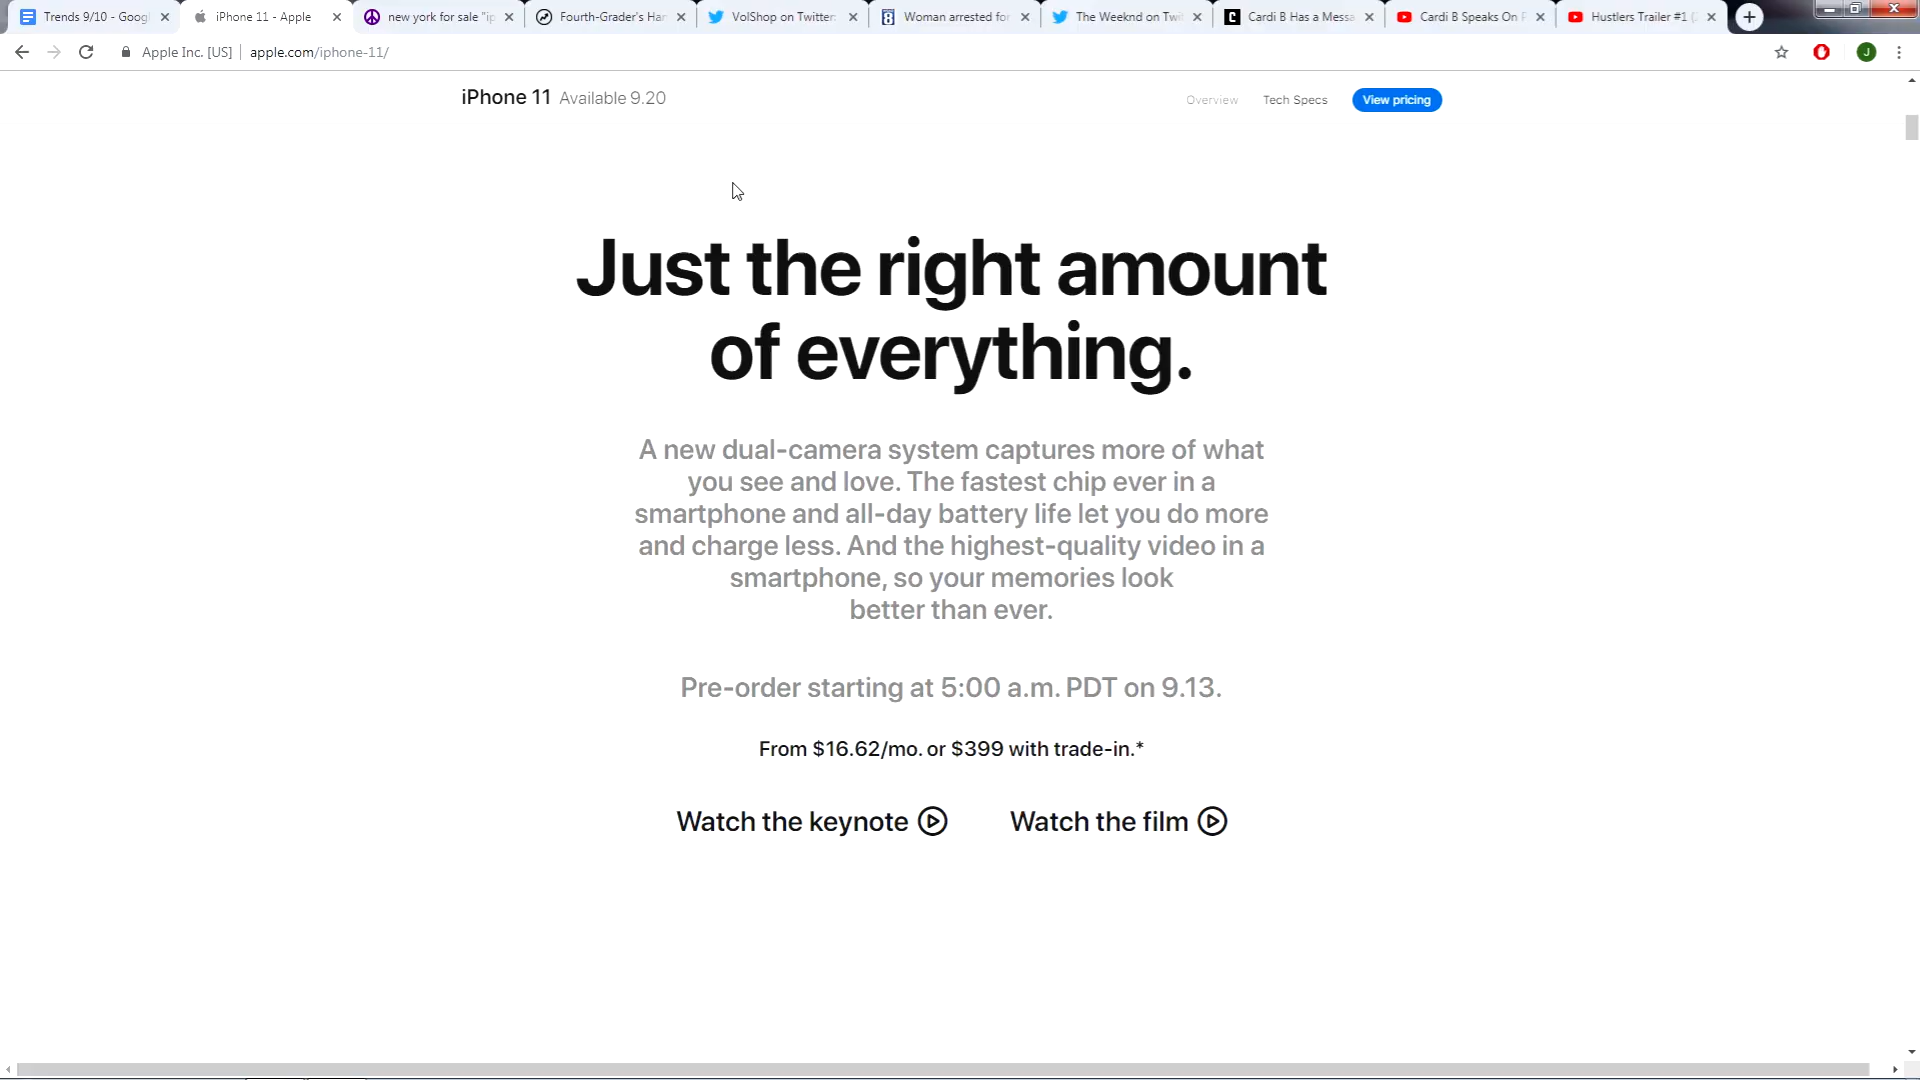 Trends 9/10 - Googl
iPhone 11 - Apple
new york for sale "ip
Fourth-Grader's Har
VolShop on Twitter:
Woman arrested for
The Weeknd on Twit
Cardi B Has a Messa
Cardi B Speaks On P
Hustlers Trailer #1 (2
Apple Inc. [US]
apple.com/iphone-11/
J
iPhone 11 Available 9.20
Overview
Tech Specs
View pricing
Just the right amount
of everything.
A new dual-camera system captures more of what
you see and love. The fastest chip ever in a
smartphone and all-day battery life let you do more
and charge less. And the highest-quality video in a
smartphone, so your memories look
better than ever.
Pre-order starting at 5:00 a.m. PDT on 9.13.
From $16.62/mo. or $399 with trade-in.*
Watch the keynote
Watch the film